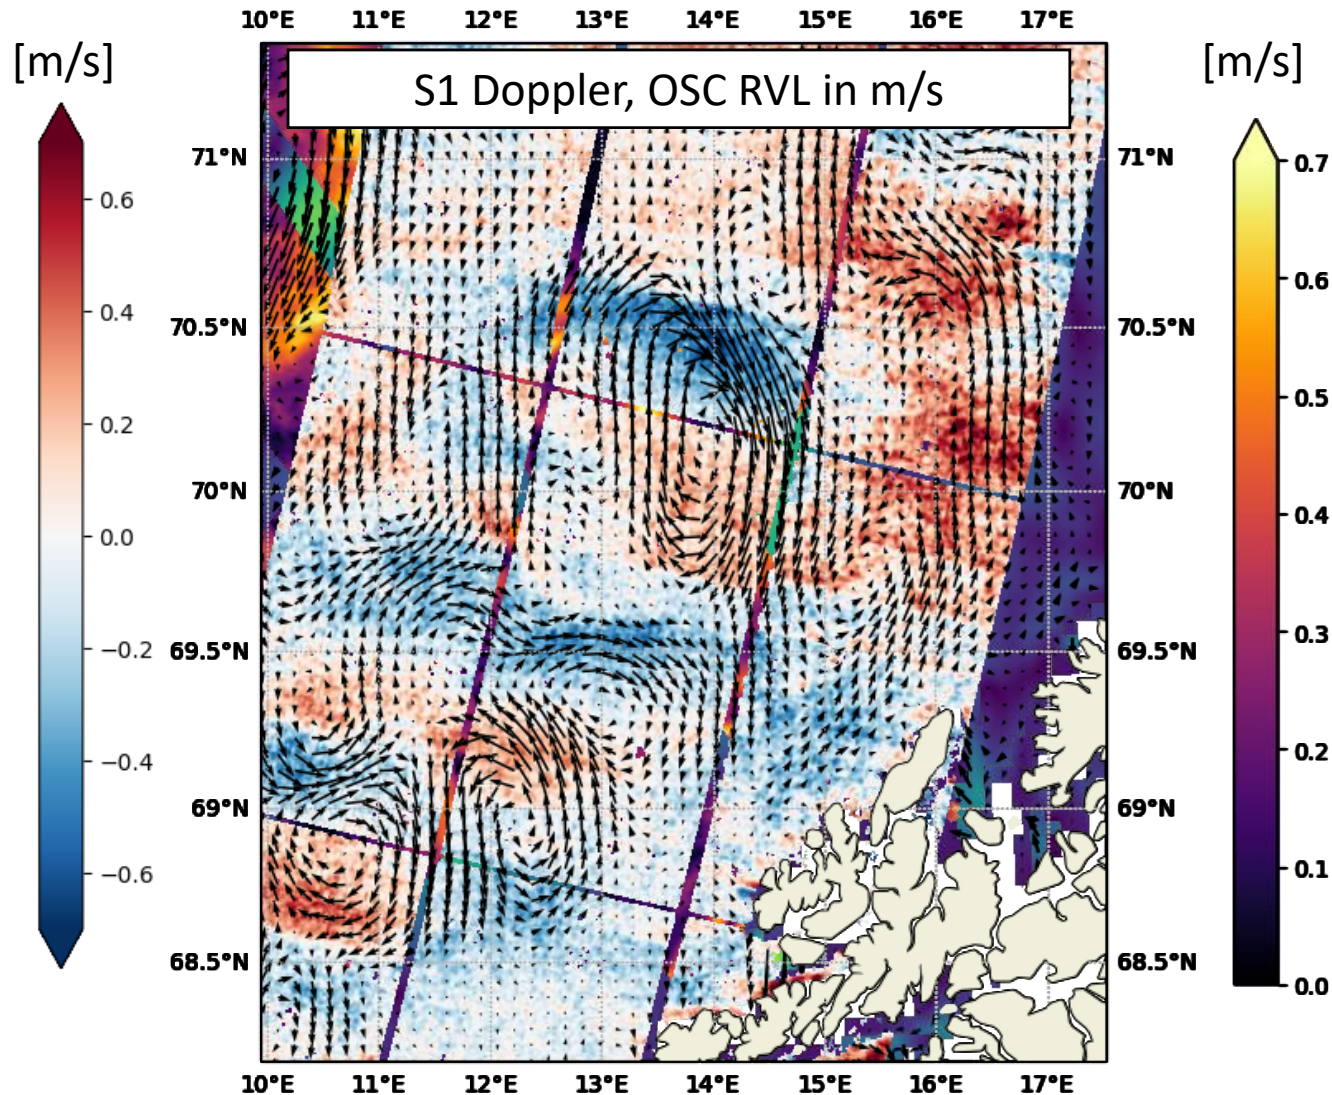 10°E 11°E 12°E 13°E 14°E 15°E 16°E 17°E
[m/s]
[m/s]
S1 Doppler, OSC RVL in m/s
71°N
70.5°N
70°N
69.5°N
69°N
68.5°N
71°N
70.5°N
70°N
69.5°N
69°N
68.5°N
0.6
0.4
0.2
0.0
−0.2
−0.4
−0.6
0.7
0.6
0.5
0.4
0.3
0.2
0.1
0.0
10°E 11°E 12°E 13°E 14°E 15°E 16°E 17°E